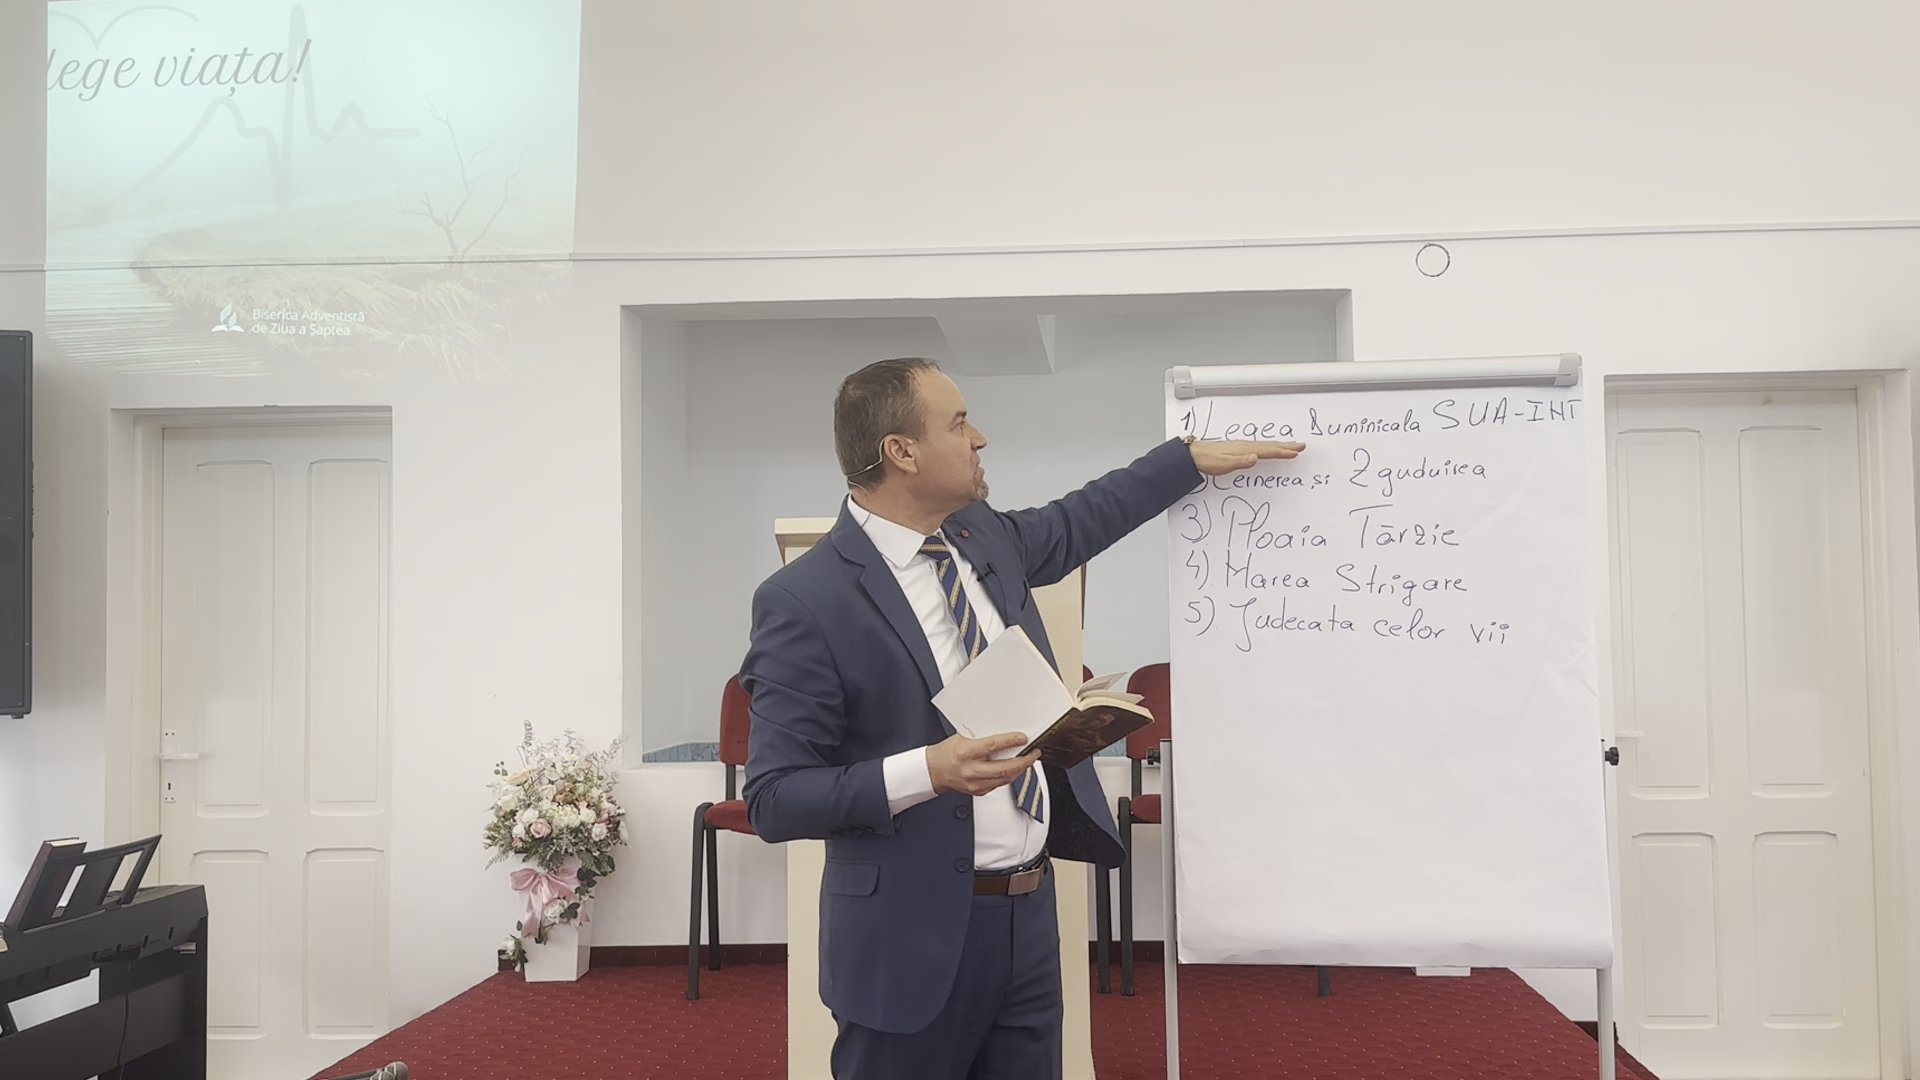 lege viața!
Biserica Adventistă
de Ziua a Șaptea
1) Legea Duminicala SUA-INT
Cernerea și Zguduirea
3) Ploaia Târzie
4). Marea Strigare
5). Judecata celor vii